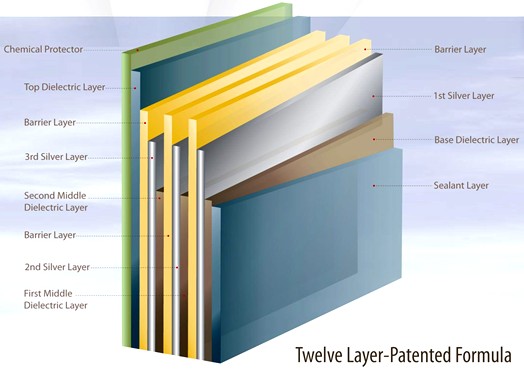 Chemical Protector
Top Dielectric Layer
Barrier Layer
3rd Silver Layer
Second Middle
Dielectric Layer
Barrier Layer
2nd Silver Layer
First Middle
Dielectric Layer
Barrier Layer
1st Silver Layer
Base Dielectric Layer
Sealant Layer
Twelve Layer-Patented Formula